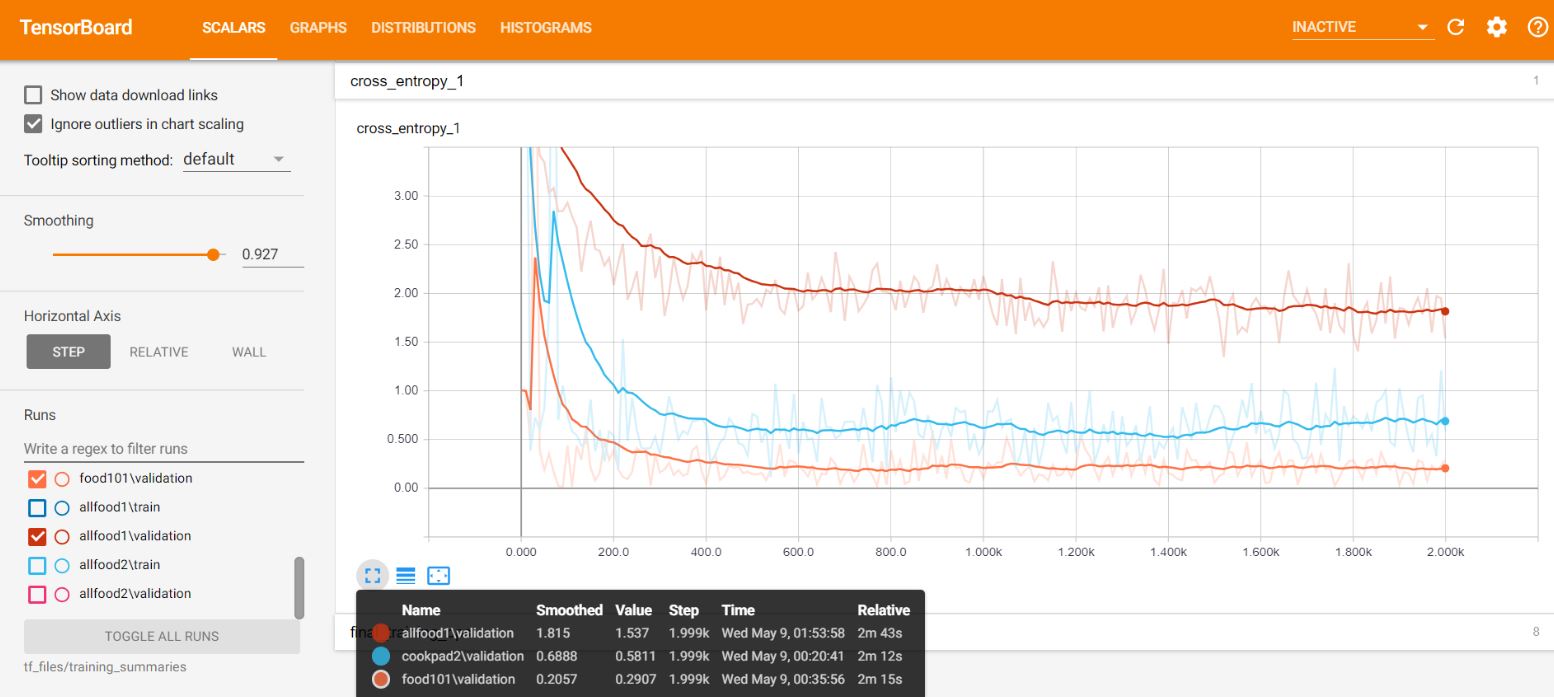 TensorBoard SCALARS GRAPHS DISTRIBUTIONS HISTOGRAMS INACTIVE
Show data download links
Ignore outliers in chart scaling
Tooltip sorting method: default
Smoothing
0.927
Horizontal Axis
STEP RELATIVE WALL
Runs
Write a regex to filter runs
food101\validation
allfood1\train
allfood1\validation
allfood2\train
allfood2\validation
TOGGLE ALL RUNS
tf_files/training_summaries
cross_entropy_1 1
cross_entropy_1
3.00
2.50
2.00
1.50
1.00
0.500
0.00
0.000 200.0 400.0 600.0 800.0 1.000k 1.200k 1.400k 1.600k 1.800k 2.000k
8
Name Smoothed Value Step Time Relative
allfood1\validation 1.815 1.537 1.999k Wed May 9, 01:53:58 2m 43s
cookpad2\validation 0.6888 0.5811 1.999k Wed May 9, 00:20:41 2m 12s
food101\validation 0.2057 0.2907 1.999k Wed May 9, 00:35:56 2m 15s